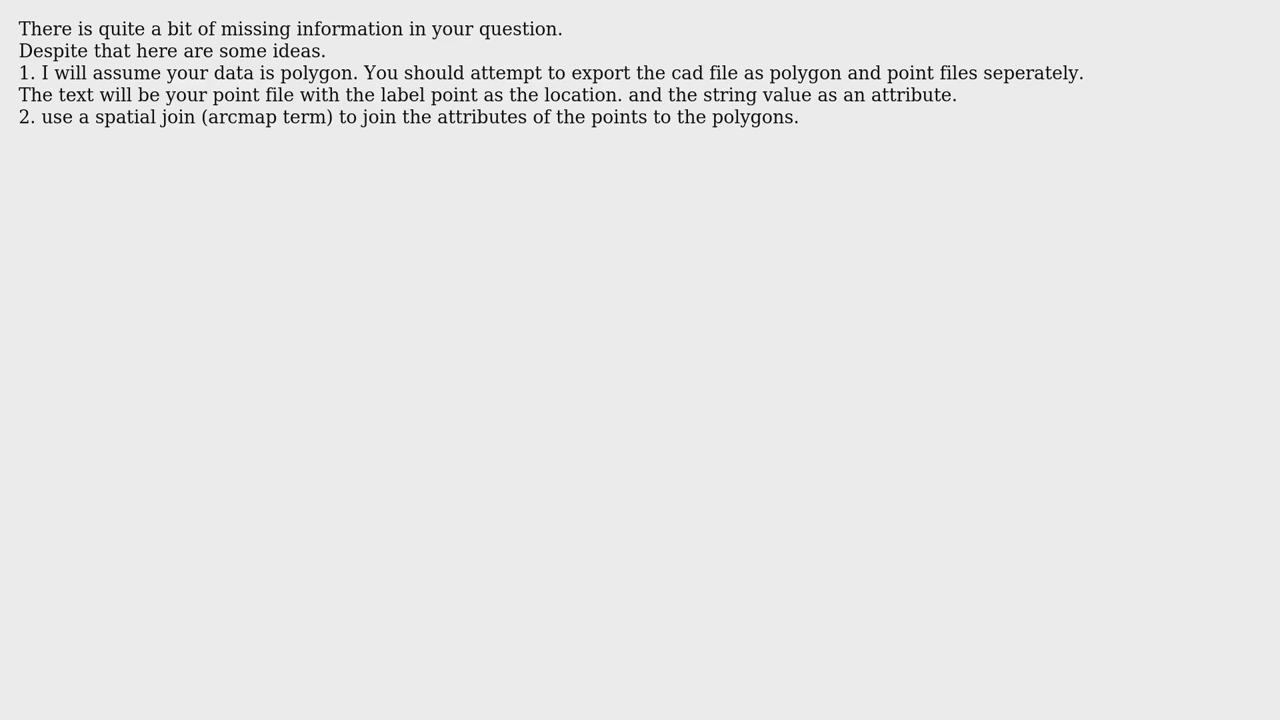 There is quite a bit of missing information in your question.
Despite that here are some ideas.
1. I will assume your data is polygon. You should attempt to export the cad file as polygon and point files seperately.
The text will be your point file with the label point as the location. and the string value as an attribute.
2. use a spatial join (arcmap term) to join the attributes of the points to the polygons.